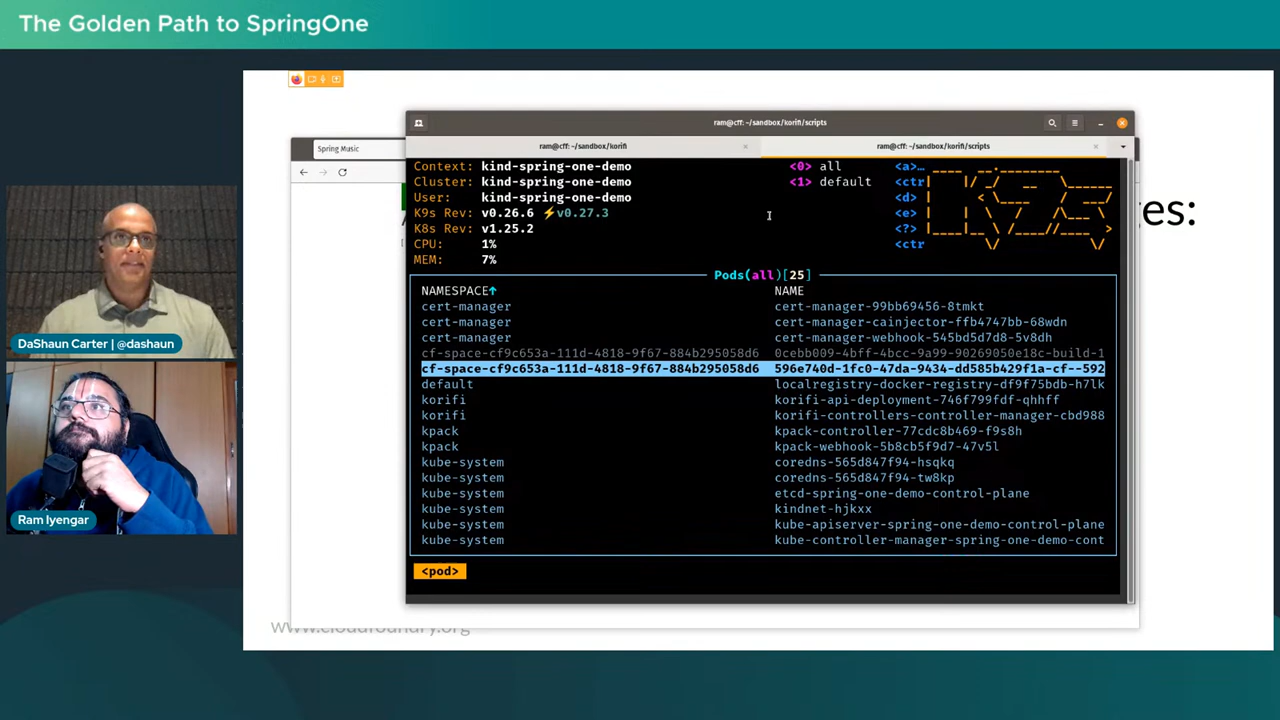 The Golden Path to SpringOne
ram@cff: ~/sandbox/korifi/scripts
ram@cff: ~/sandbox/korifi
ram@cff: ~/sandbox/korifi/scripts
Spring Music
Context: kind-spring-one-demo <0> all <a>…
Cluster: kind-spring-one-demo <1> default <ctr
User: kind-spring-one-demo <d>
K9s Rev: v0.26.6 ⚡v0.27.3 <e>
K8s Rev: v1.25.2 <?>
CPU: 1% <ctr
MEM: 7%
es:
Pods(all)[25]
NAMESPACE↑ NAME
cert-manager cert-manager-99bb69456-8tmkt
cert-manager cert-manager-cainjector-ffb4747bb-68wdn
cert-manager cert-manager-webhook-545bd5d7d8-5v8dh
cf-space-cf9c653a-111d-4818-9f67-884b295058d6 0cebb009-4bff-4bcc-9a99-90269050e18c-build-1
cf-space-cf9c653a-111d-4818-9f67-884b295058d6 596e740d-1fc0-47da-9434-dd585b429f1a-cf--592
default localregistry-docker-registry-df9f75bdb-h7lk
korifi korifi-api-deployment-746f799fdf-qhhff
korifi korifi-controllers-controller-manager-cbd988
kpack kpack-controller-77cdc8b469-f9s8h
kpack kpack-webhook-5b8cb5f9d7-47v5l
kube-system coredns-565d847f94-hsqkq
kube-system coredns-565d847f94-tw8kp
kube-system etcd-spring-one-demo-control-plane
kube-system kindnet-hjkxx
kube-system kube-apiserver-spring-one-demo-control-plane
kube-system kube-controller-manager-spring-one-demo-cont
<pod>
DaShaun Carter | @dashaun
Ram Iyengar
www.cloudfoundry.org